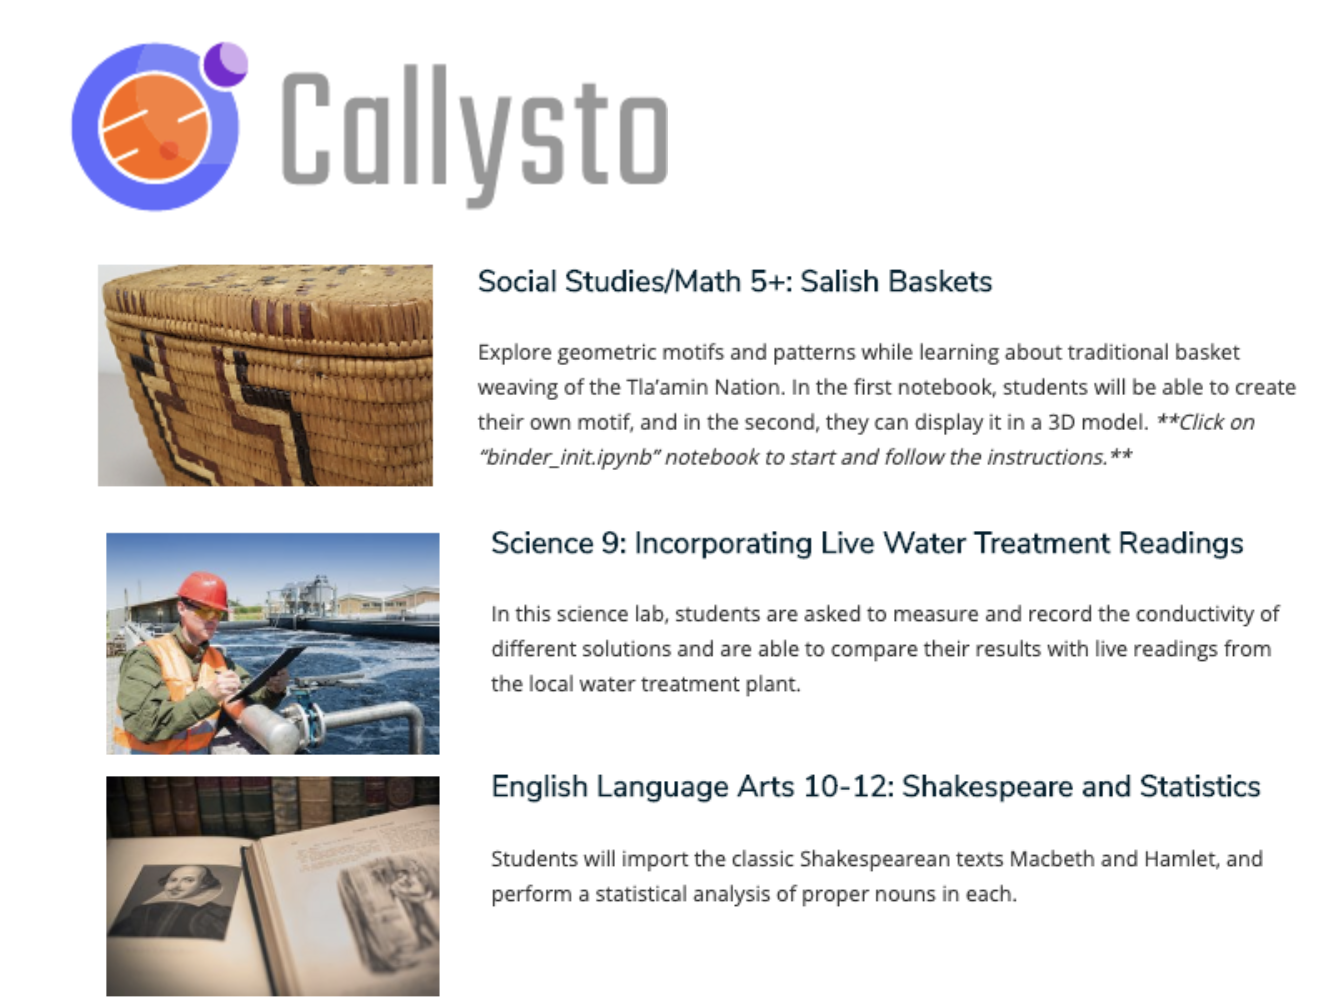 Callysto
Social Studies/Math 5+: Salish Baskets
Explore geometric motifs and patterns while learning about traditional basket
weaving of the Tla’amin Nation. In the first notebook, students will be able to create
their own motif, and in the second, they can display it in a 3D model. **Click on
“binder_init.ipynb” notebook to start and follow the instructions.**
Science 9: Incorporating Live Water Treatment Readings
In this science lab, students are asked to measure and record the conductivity of
different solutions and are able to compare their results with live readings from
the local water treatment plant.
English Language Arts 10-12: Shakespeare and Statistics
Students will import the classic Shakespearean texts Macbeth and Hamlet, and
perform a statistical analysis of proper nouns in each.